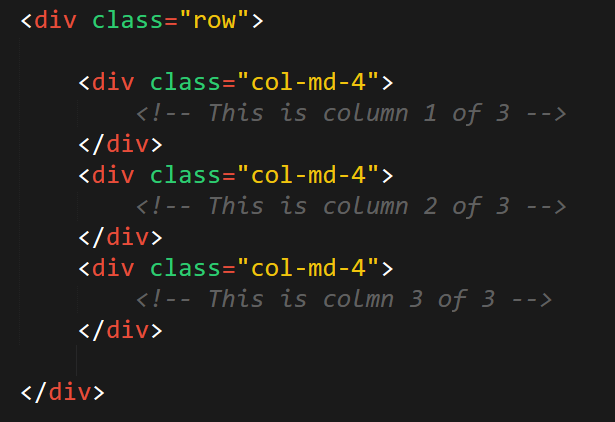 <div class="row">
<div class="col-md-4">
<!-- This is column 1 of 3 -->
</div>
<div class="col-md-4">
<!-- This is column 2 of 3 -->
</div>
<div class="col-md-4">
<!-- This is colmn 3 of 3 -->
</div>
</div>